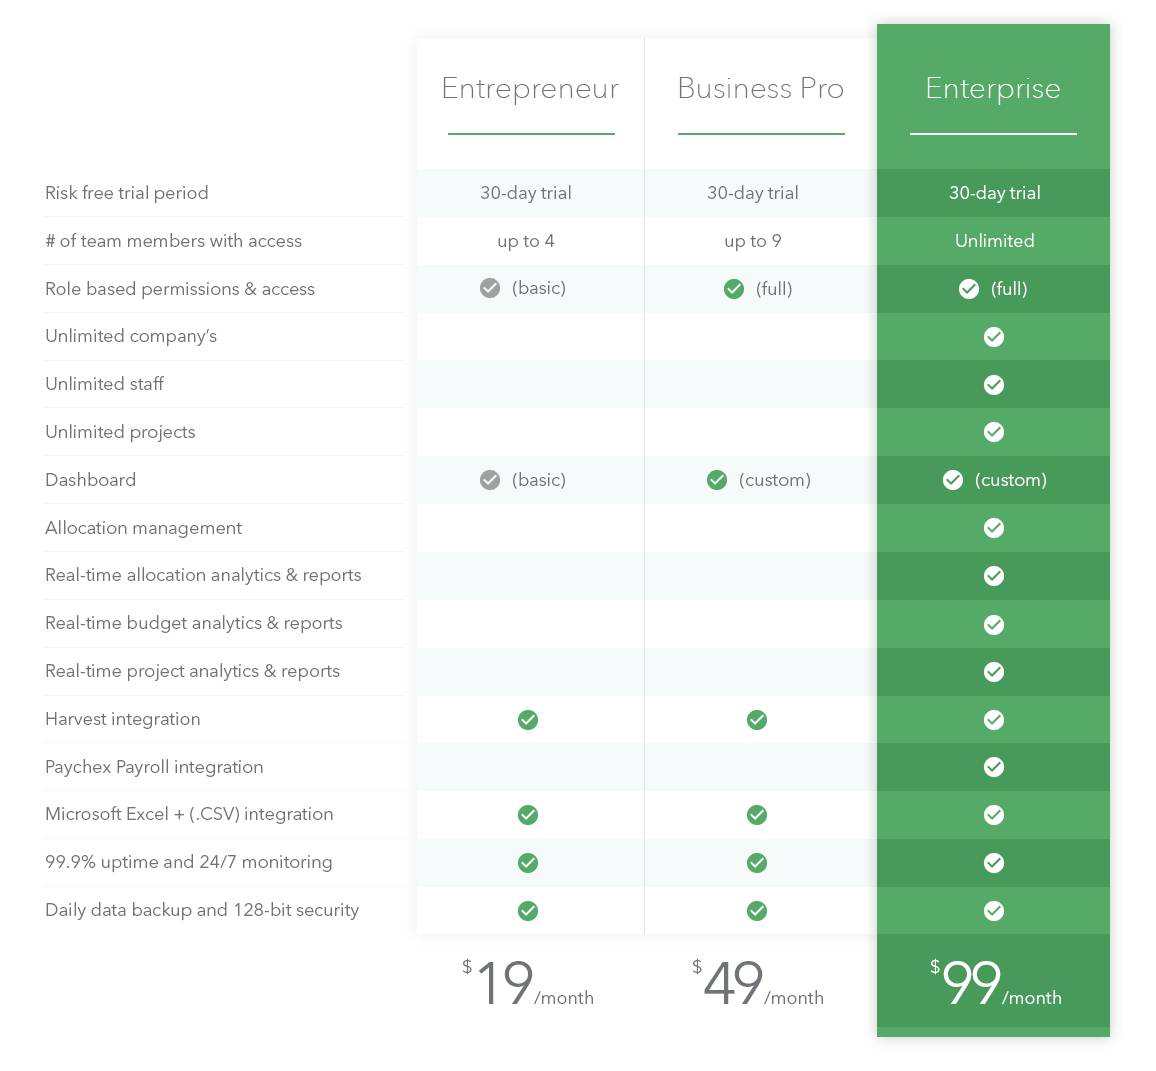 Entrepreneur Business Pro Enterprise
Risk free trial period 30-day trial 30-day trial 30-day trial
# of team members with access up to 4 up to 9 Unlimited
Role based permissions & access (basic) (full) (full)
Unlimited company’s
Unlimited staff
Unlimited projects
Dashboard (basic) (custom) (custom)
Allocation management
Real-time allocation analytics & reports
Real-time budget analytics & reports
Real-time project analytics & reports
Harvest integration
Paychex Payroll integration
Microsoft Excel + (.CSV) integration
99.9% uptime and 24/7 monitoring
Daily data backup and 128-bit security
$19/month $49/month $99/month